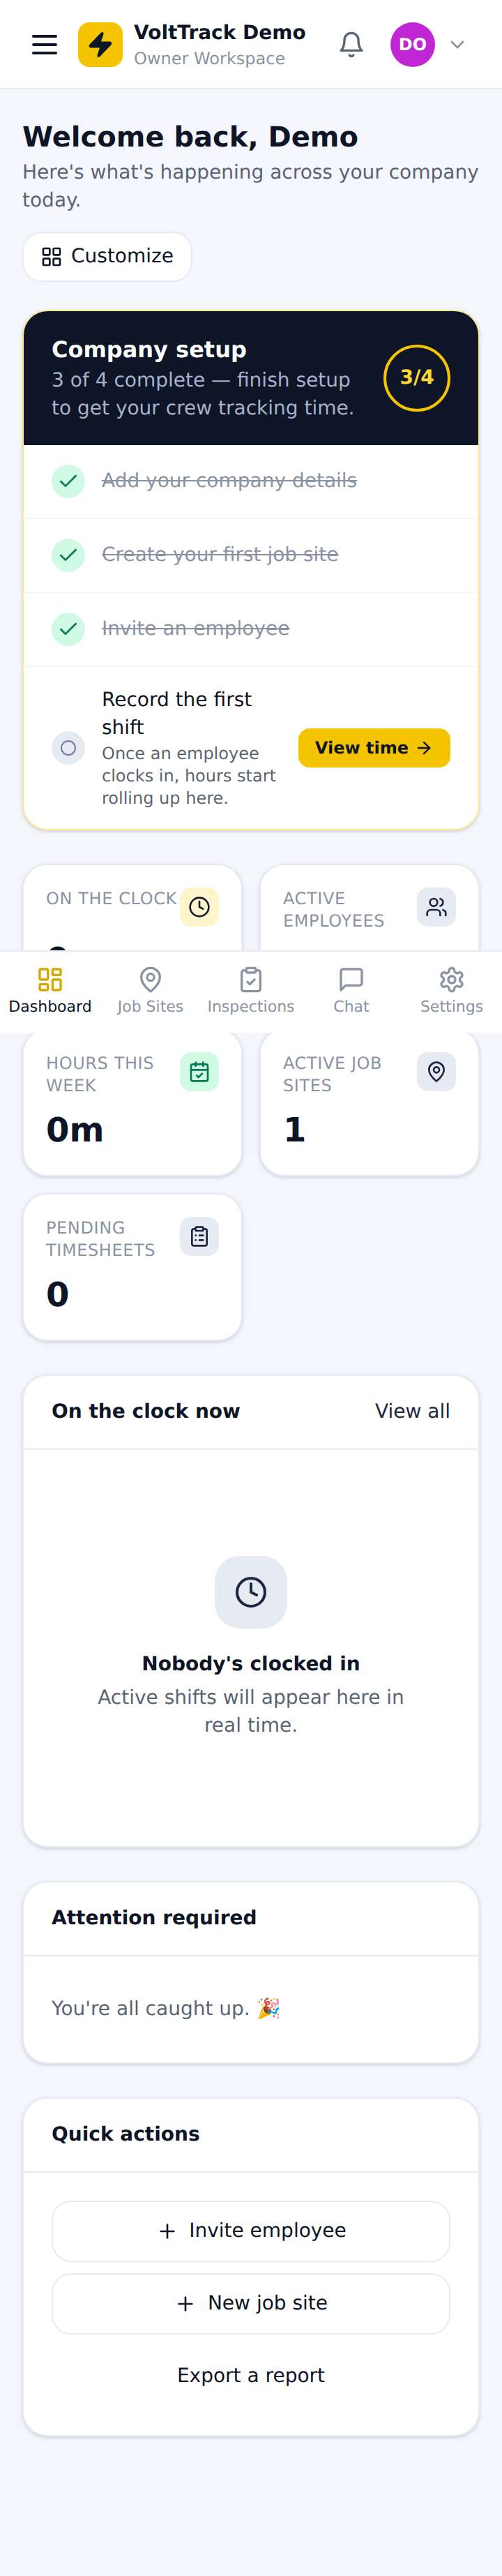 VoltTrack Demo
Owner Workspace
DO
Welcome back, Demo
Here's what's happening across your company
today.
Customize
Company setup
3 of 4 complete — finish setup
to get your crew tracking time.
3/4
Add your company details
Create your first job site
Invite an employee
Record the first
shift
Once an employee
clocks in, hours start
rolling up here.
View time →
ON THE CLOCK
ACTIVE
EMPLOYEES
Dashboard
Job Sites
Inspections
Chat
Settings
HOURS THIS
WEEK
0m
ACTIVE JOB
SITES
1
PENDING
TIMESHEETS
0
On the clock now
View all
Nobody's clocked in
Active shifts will appear here in
real time.
Attention required
You're all caught up. 🎉
Quick actions
+ Invite employee
+ New job site
Export a report